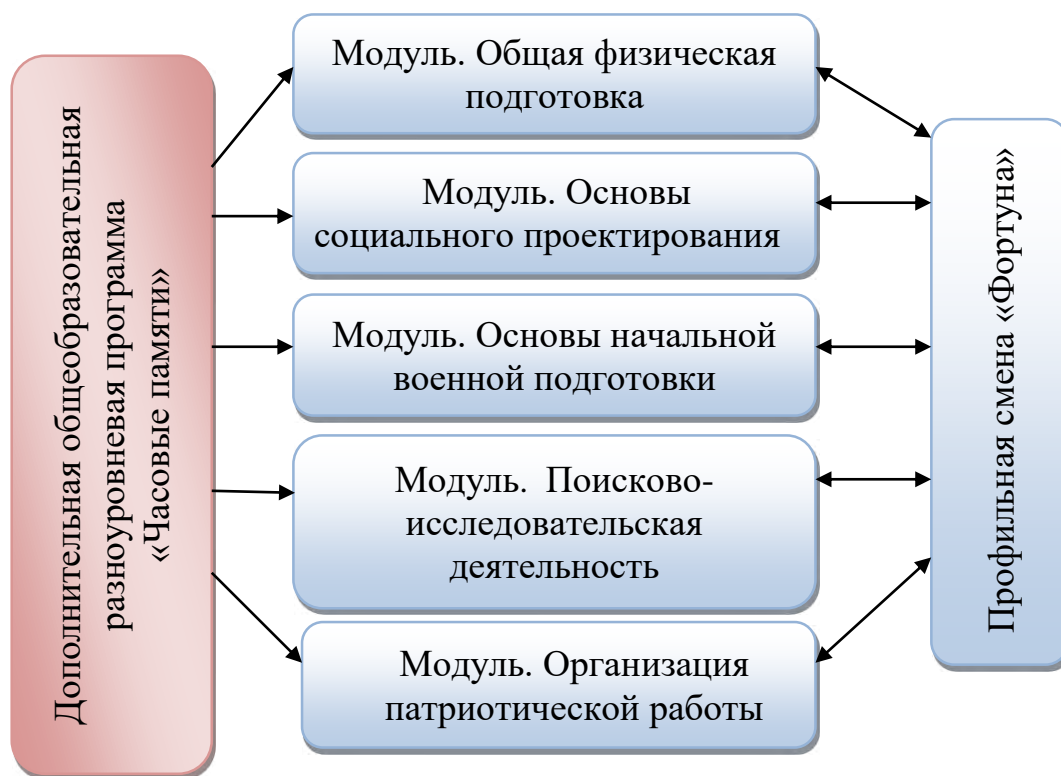 Дополнительная общеобразовательная
разноуровневая программа
«Часовые памяти»
Модуль. Общая физическая
подготовка
Модуль. Основы
социального проектирования
Модуль. Основы начальной
военной подготовки
Модуль. Поисково-
исследовательская
деятельность
Модуль. Организация
патриотической работы
Профильная смена «Фортуна»